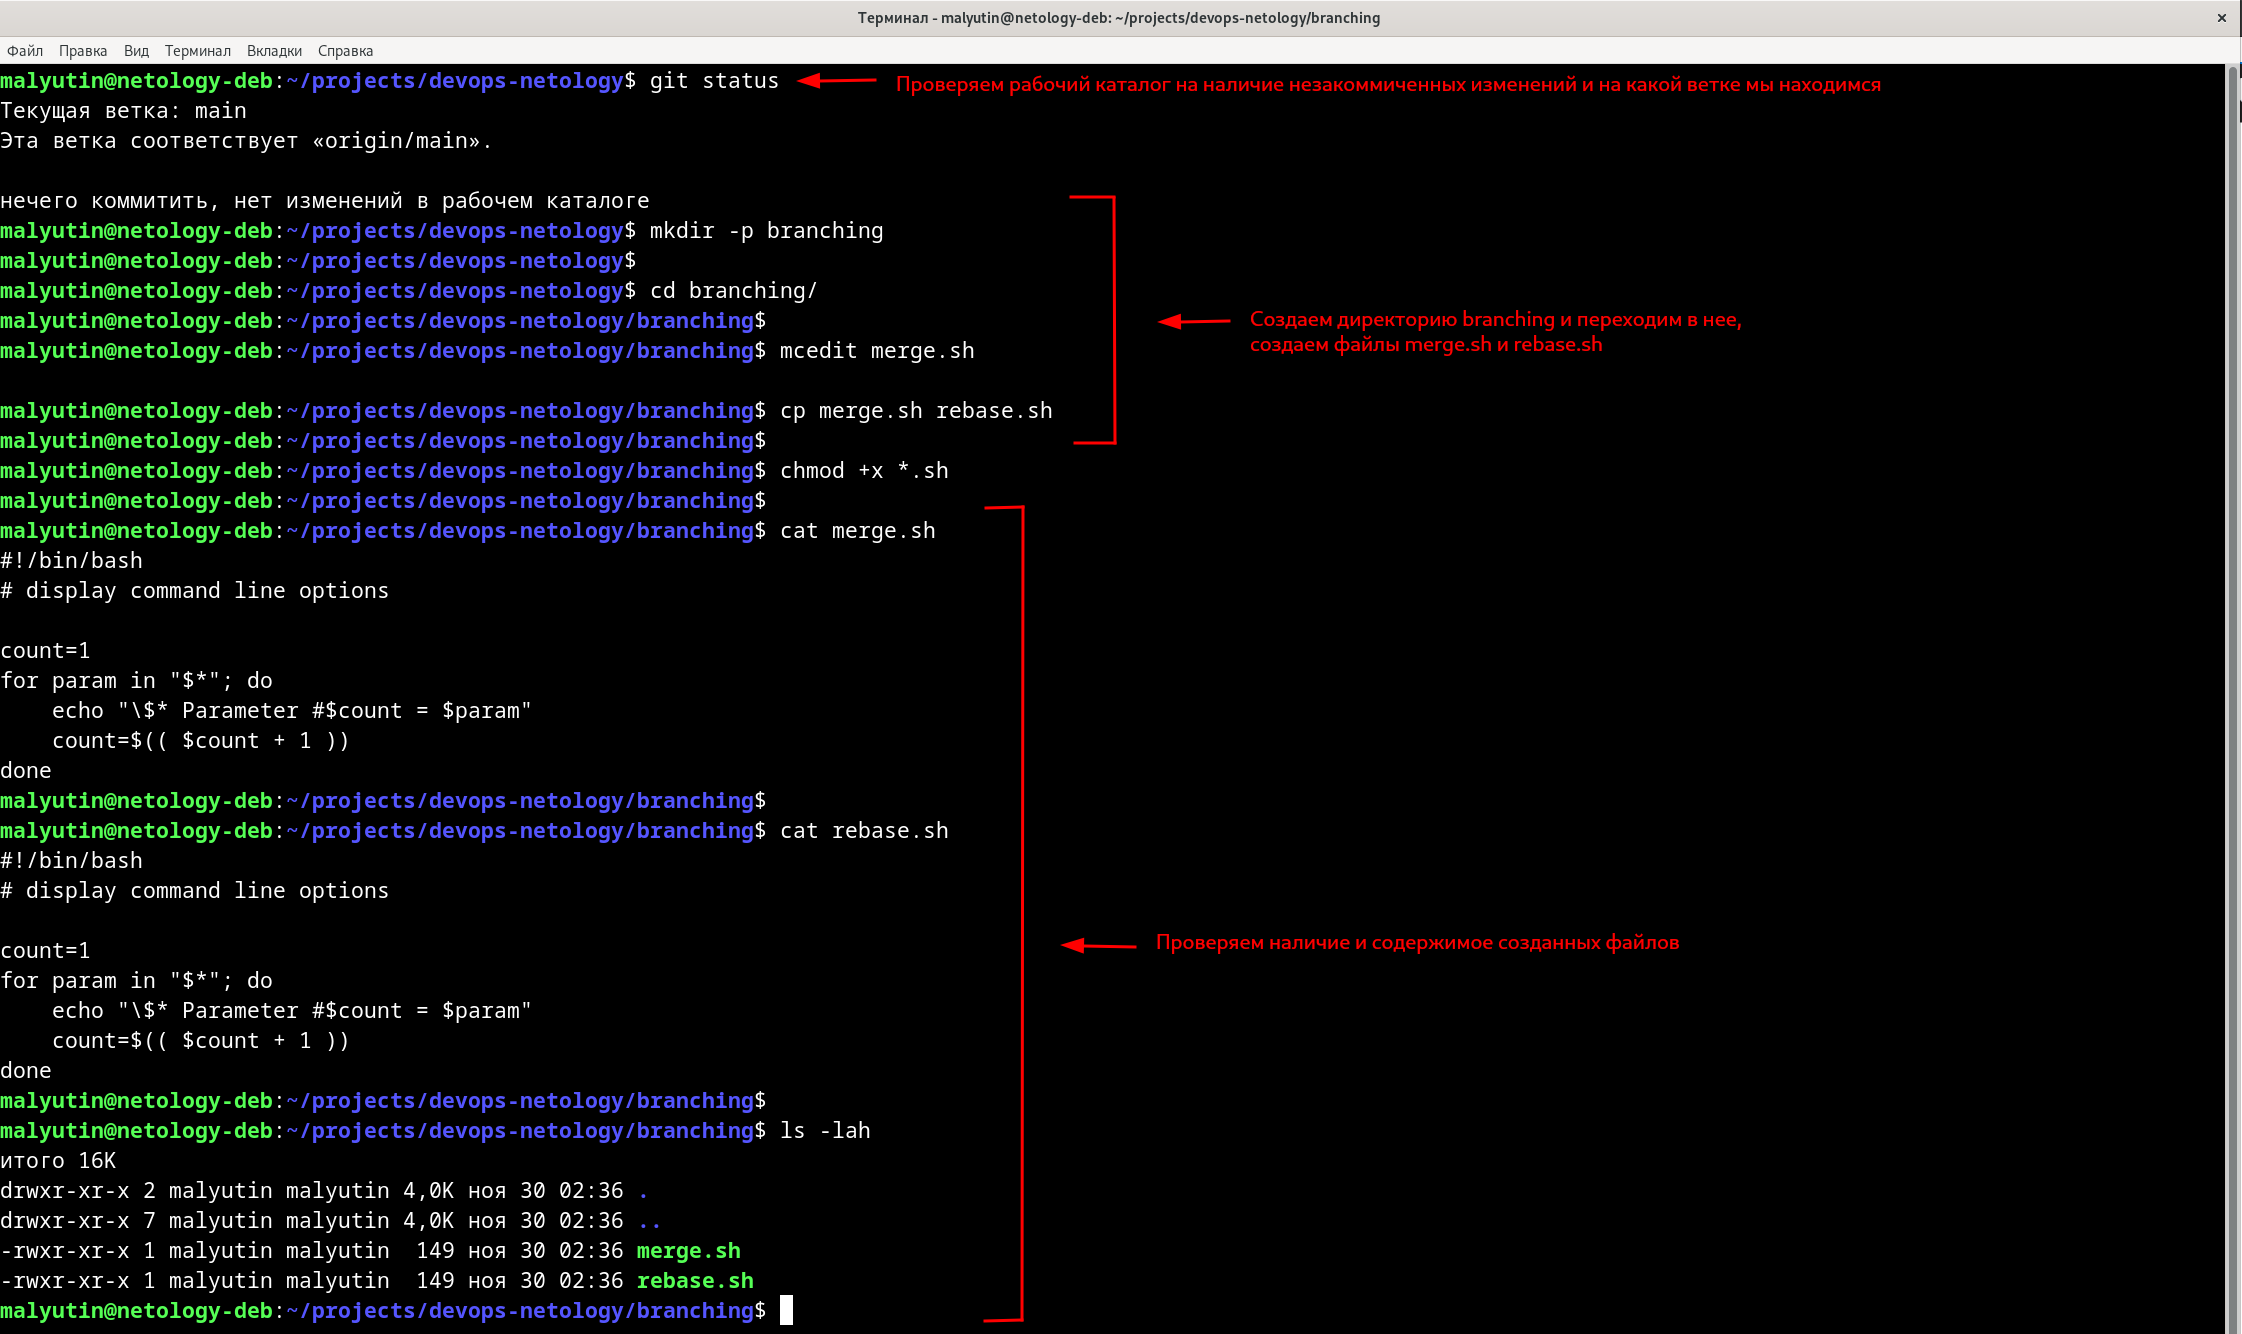 Терминал - malyutin@netology-deb: ~/projects/devops-netology/branching
Файл Правка Вид Терминал Вкладки Справка
malyutin@netology-deb:~/projects/devops-netology$ git status
Проверяем рабочий каталог на наличие незакоммиченных изменений и на какой ветке мы находимся
Текущая ветка: main
Эта ветка соответствует «origin/main».
нечего коммитить, нет изменений в рабочем каталоге
malyutin@netology-deb:~/projects/devops-netology$ mkdir -p branching
malyutin@netology-deb:~/projects/devops-netology$
malyutin@netology-deb:~/projects/devops-netology$ cd branching/
malyutin@netology-deb:~/projects/devops-netology/branching$
malyutin@netology-deb:~/projects/devops-netology/branching$ mcedit merge.sh
Создаем директорию branching и переходим в нее,
создаем файлы merge.sh и rebase.sh
malyutin@netology-deb:~/projects/devops-netology/branching$ cp merge.sh rebase.sh
malyutin@netology-deb:~/projects/devops-netology/branching$
malyutin@netology-deb:~/projects/devops-netology/branching$ chmod +x *.sh
malyutin@netology-deb:~/projects/devops-netology/branching$
malyutin@netology-deb:~/projects/devops-netology/branching$ cat merge.sh
#!/bin/bash
# display command line options
count=1
for param in "$*"; do
    echo "\$* Parameter #$count = $param"
    count=$(( $count + 1 ))
done
malyutin@netology-deb:~/projects/devops-netology/branching$
malyutin@netology-deb:~/projects/devops-netology/branching$ cat rebase.sh
#!/bin/bash
# display command line options
count=1
for param in "$*"; do
    echo "\$* Parameter #$count = $param"
    count=$(( $count + 1 ))
done
Проверяем наличие и содержимое созданных файлов
malyutin@netology-deb:~/projects/devops-netology/branching$
malyutin@netology-deb:~/projects/devops-netology/branching$ ls -lah
итого 16K
drwxr-xr-x 2 malyutin malyutin 4,0K ноя 30 02:36 .
drwxr-xr-x 7 malyutin malyutin 4,0K ноя 30 02:36 ..
-rwxr-xr-x 1 malyutin malyutin  149 ноя 30 02:36 merge.sh
-rwxr-xr-x 1 malyutin malyutin  149 ноя 30 02:36 rebase.sh
malyutin@netology-deb:~/projects/devops-netology/branching$